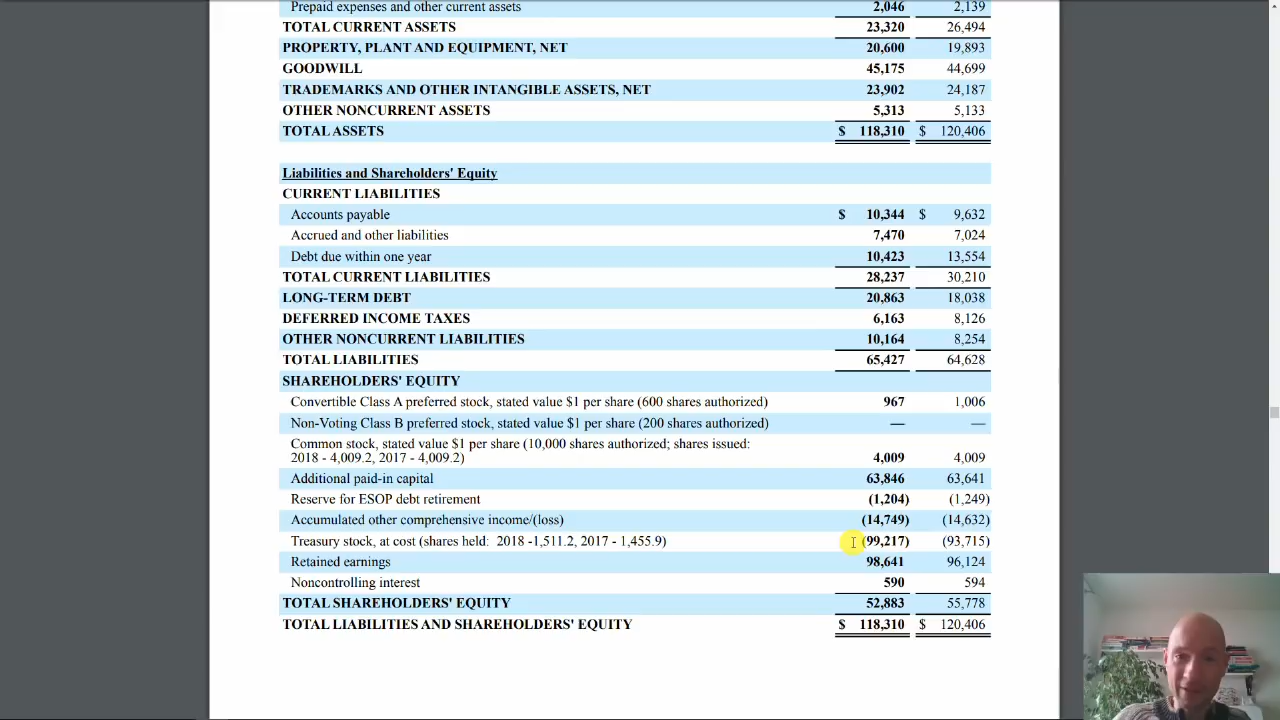 Prepaid expenses and other current assets 2,046 2,139
TOTAL CURRENT ASSETS 23,320 26,494
PROPERTY, PLANT AND EQUIPMENT, NET 20,600 19,893
GOODWILL 45,175 44,699
TRADEMARKS AND OTHER INTANGIBLE ASSETS, NET 23,902 24,187
OTHER NONCURRENT ASSETS 5,313 5,133
TOTAL ASSETS $ 118,310 $ 120,406
Liabilities and Shareholders' Equity
CURRENT LIABILITIES
Accounts payable $ 10,344 $ 9,632
Accrued and other liabilities 7,470 7,024
Debt due within one year 10,423 13,554
TOTAL CURRENT LIABILITIES 28,237 30,210
LONG-TERM DEBT 20,863 18,038
DEFERRED INCOME TAXES 6,163 8,126
OTHER NONCURRENT LIABILITIES 10,164 8,254
TOTAL LIABILITIES 65,427 64,628
SHAREHOLDERS' EQUITY
Convertible Class A preferred stock, stated value $1 per share (600 shares authorized) 967 1,006
Non-Voting Class B preferred stock, stated value $1 per share (200 shares authorized) — —
Common stock, stated value $1 per share (10,000 shares authorized; shares issued:
2018 - 4,009.2, 2017 - 4,009.2) 4,009 4,009
Additional paid-in capital 63,846 63,641
Reserve for ESOP debt retirement (1,204) (1,249)
Accumulated other comprehensive income/(loss) (14,749) (14,632)
Treasury stock, at cost (shares held: 2018 -1,511.2, 2017 - 1,455.9) (99,217) (93,715)
Retained earnings 98,641 96,124
Noncontrolling interest 590 594
TOTAL SHAREHOLDERS' EQUITY 52,883 55,778
TOTAL LIABILITIES AND SHAREHOLDERS' EQUITY $ 118,310 $ 120,406